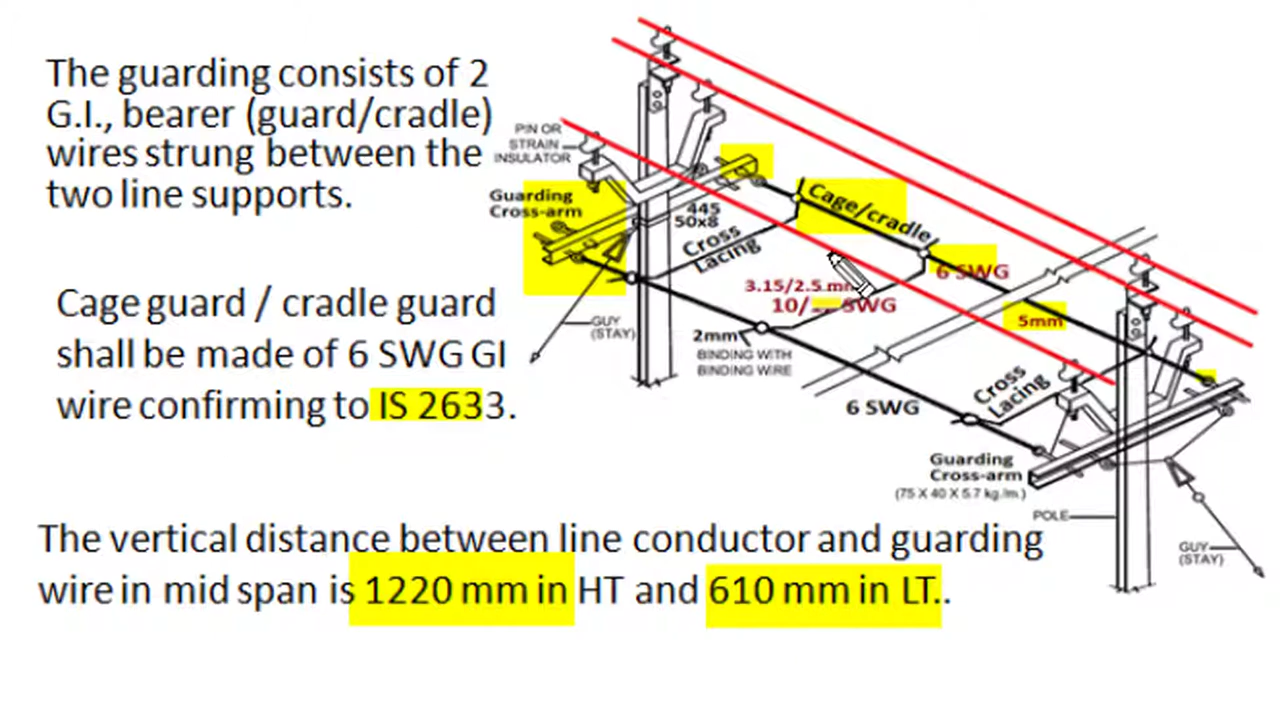 The guarding consists of 2
G.I., bearer (guard/cradle)
wires strung between the
two line supports.
Cage guard / cradle guard
shall be made of 6 SWG GI
wire confirming to IS 2633.
PIN OR
STRAIN
INSULATOR
Guarding
Cross-arm
445
50x8
Cross
Lacing
Cage/cradle
6 SWG
3.15/2.5 mm
10/ SWG
5mm
GUY
(STAY)
2mm
BINDING WITH
BINDING WIRE
6 SWG
Cross
Lacing
Guarding
Cross-arm
(75 X 40 X 5.7 kg./m.)
POLE
GUY
(STAY)
The vertical distance between line conductor and guarding
wire in mid span is 1220 mm in HT and 610 mm in LT..